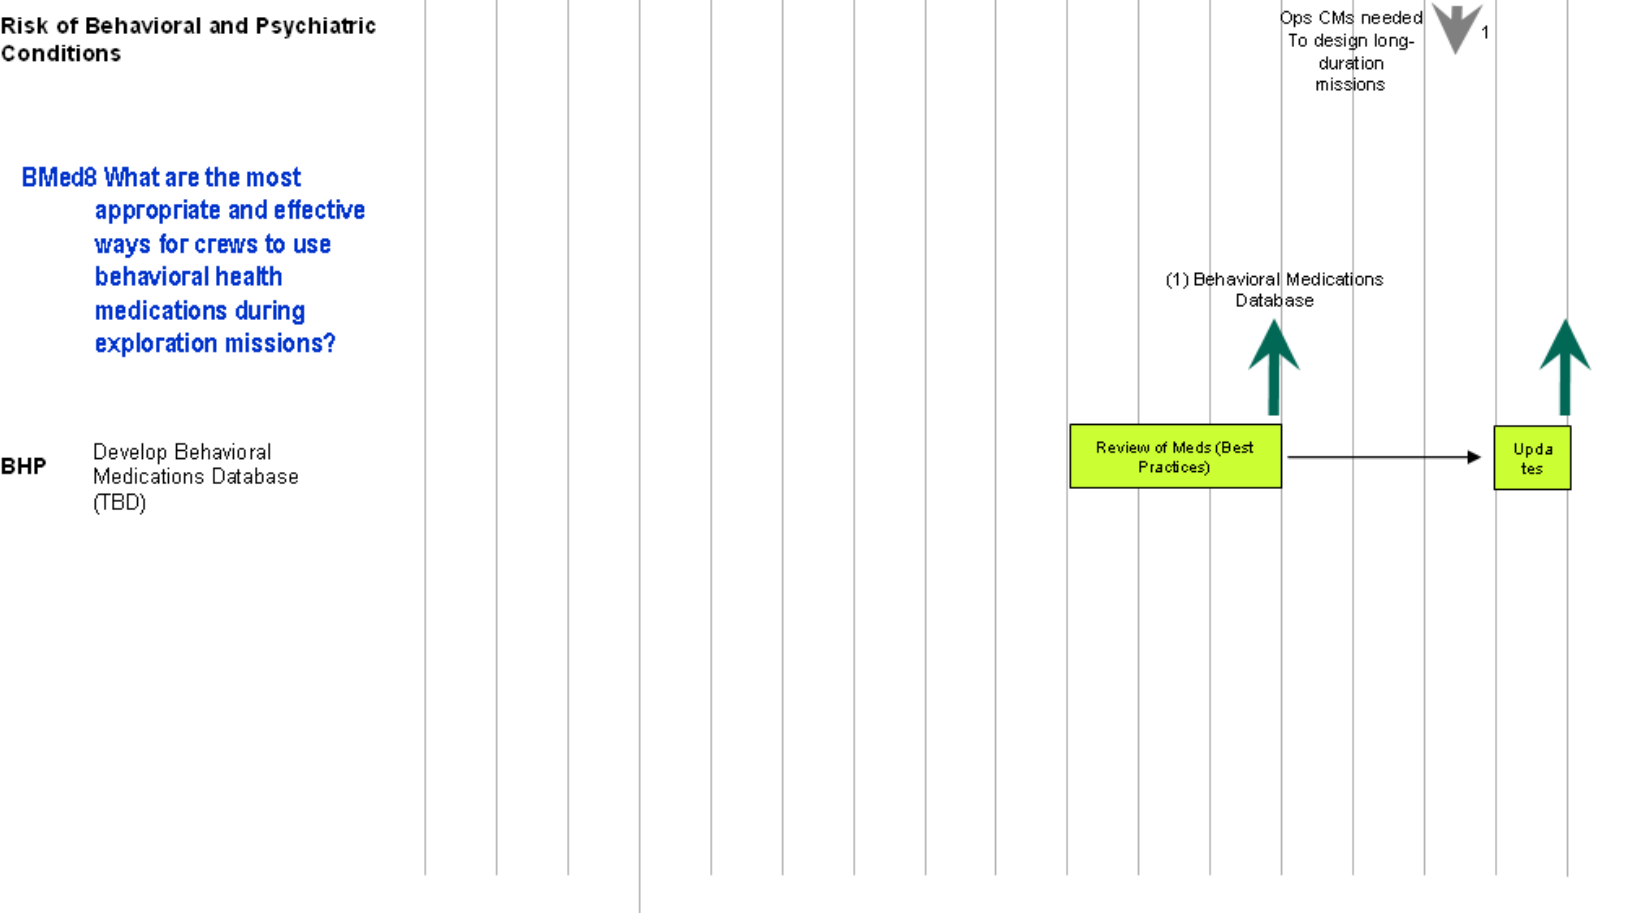 Risk of Behavioral and Psychiatric
Conditions
Ops CMs needed
To design long-
duration
missions
1
BMed8 What are the most
appropriate and effective
ways for crews to use
behavioral health
medications during
exploration missions?
(1) Behavioral Medications
Database
BHP
Develop Behavioral
Medications Database
(TBD)
Review of Meds (Best
Practices)
Upda
tes